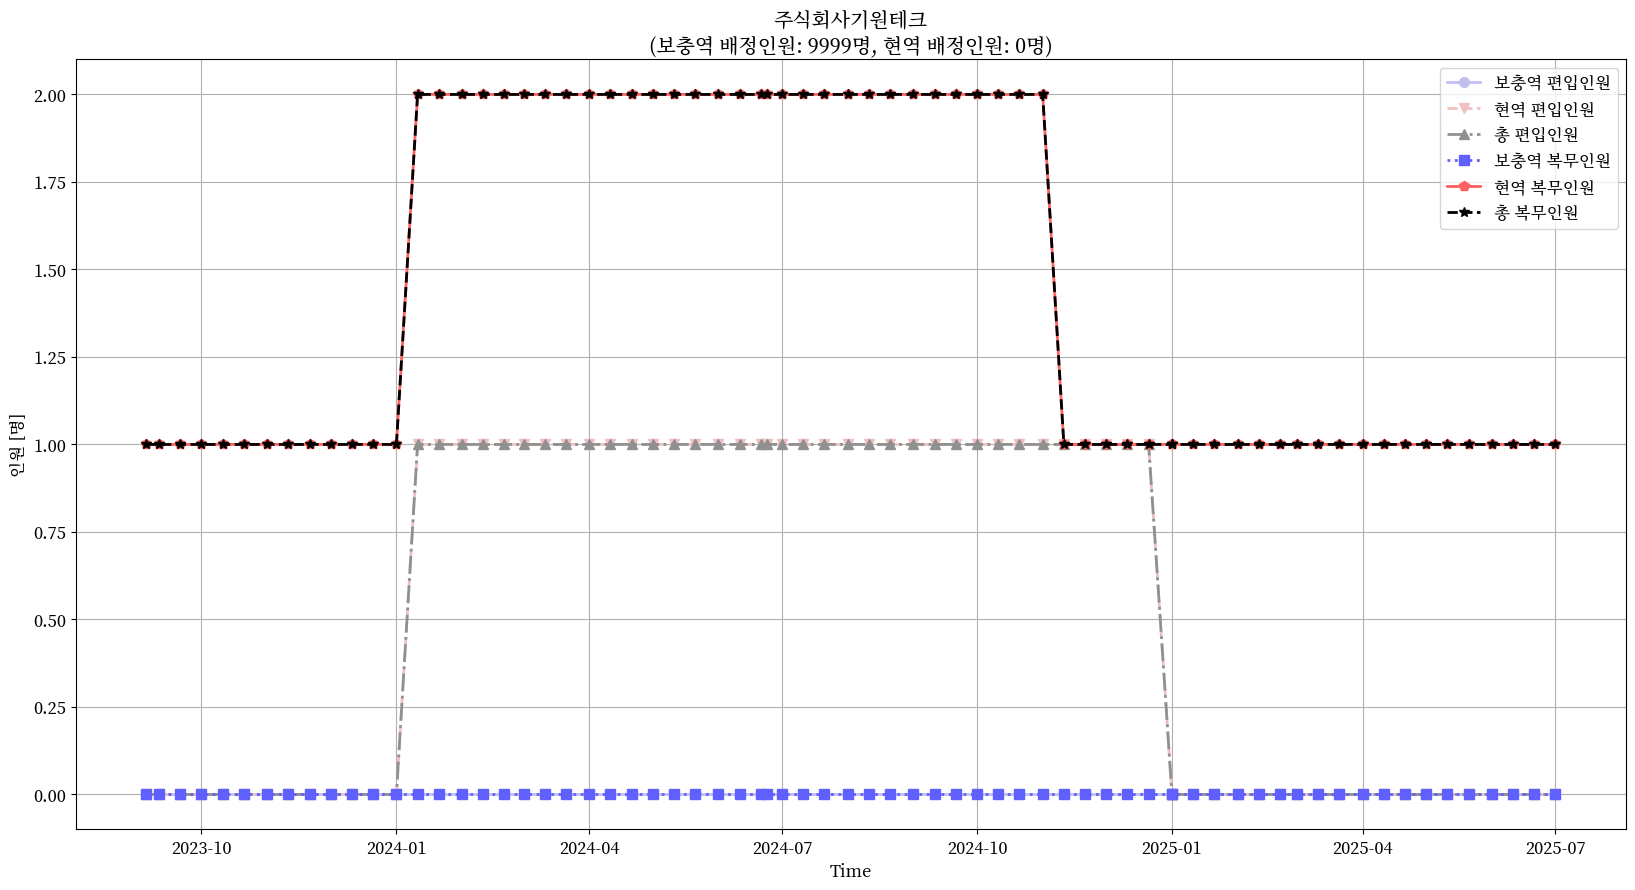 주식회사기원테크
(보충역 배정인원: 9999명, 현역 배정인원: 0명)
보충역 편입인원
현역 편입인원
총 편입인원
보충역 복무인원
현역 복무인원
총 복무인원
2.00
1.75
1.50
1.25
1.00
0.75
0.50
0.25
0.00
인원 [명]
2023-10
2024-01
2024-04
2024-07
2024-10
2025-01
2025-04
2025-07
Time